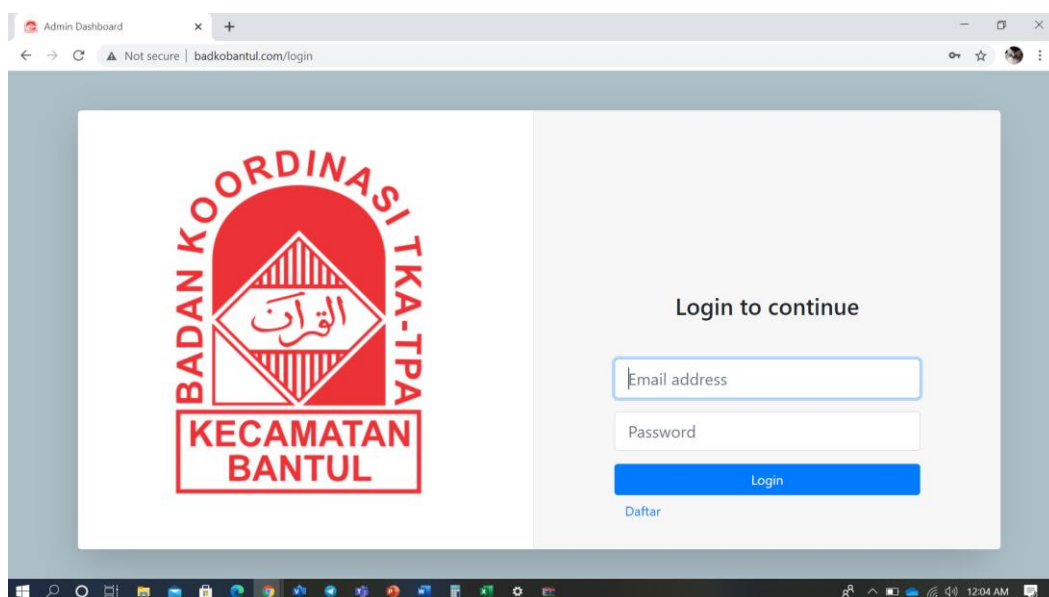 Admin Dashboard
Not secure | badkobantul.com/login
BADAN KOORDINASI TKA-TPA
القرآن
KECAMATAN
BANTUL
Login to continue
Email address
Password
Login
Daftar
12:04 AM